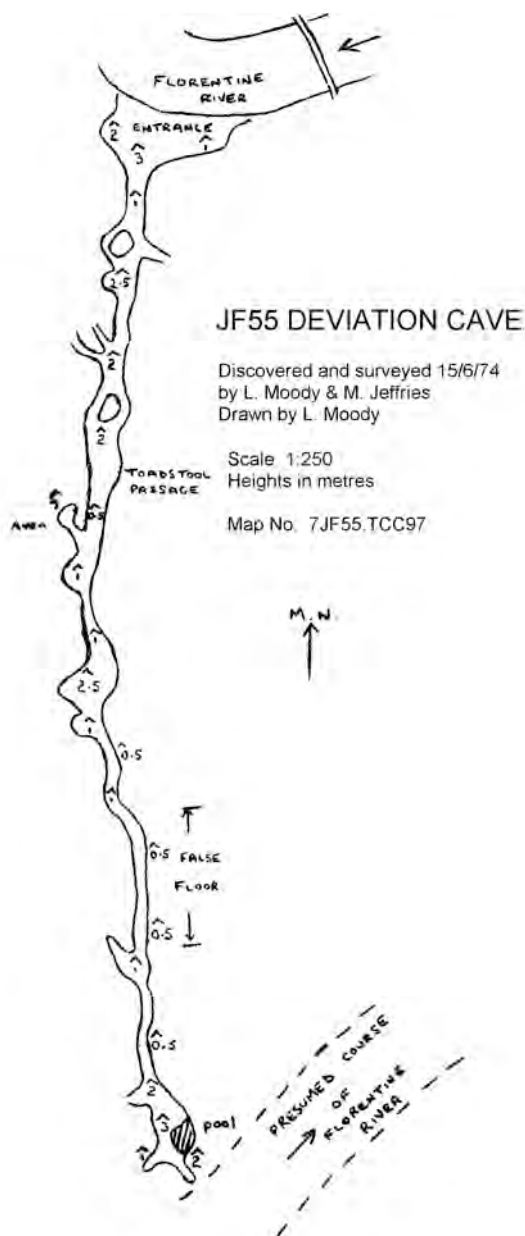 FLORENTINE
RIVER
ENTRANCE
2
3
1
1
2.5
2
2
JF55 DEVIATION CAVE
Discovered and surveyed 15/6/74
by L. Moody & M. Jeffries
Drawn by L. Moody
Scale 1:250
Heights in metres
Map No. 7JF55.TCC97
TOADSTOOL
PASSAGE
0.5
AVEN
1
M.N.
1
2.5
1
0.5
1
0.5 FALSE
FLOOR
0.5
1
0.5
2
3
pool
2
1
PRESUMED COURSE
OF
FLORENTINE
RIVER